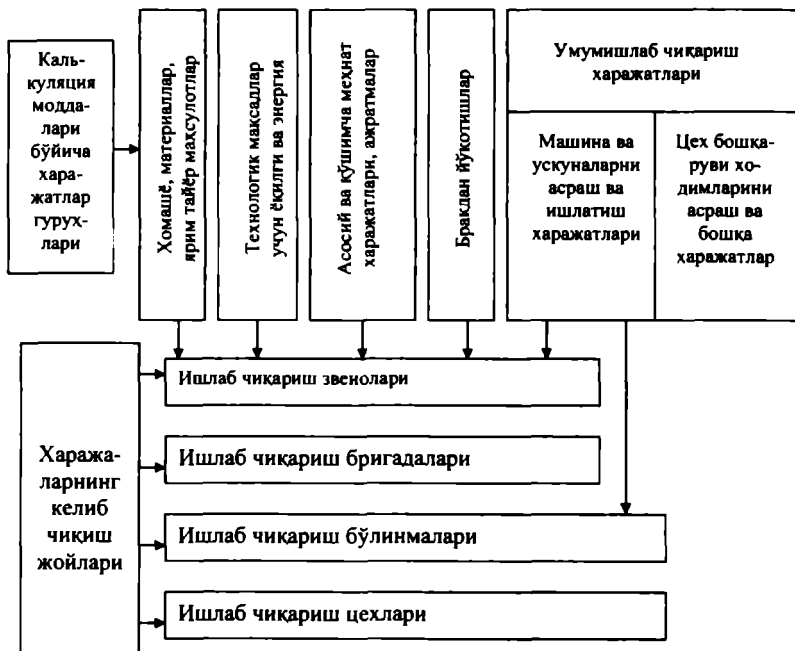 Каль-
куляция
модда-
лари
бўйича
хара-
жатлар
гуруҳ-
лари
Хомашё, материаллар,
ярим тайёр маҳсулотлар
Технологик мақсадлар
учун ёқилғи ва энергия
Асосий ва қўшимча меҳнат
харажатлари, ажратмалар
Бракдан йўқотишлар
Умумишлаб чиқариш
харажатлари
Машина ва
ускуналарни
асраш ва
ишлатиш
харажатлари
Цех бошқа-
руви хо-
димларини
асраш ва
бошқа
харажатлар
Хаража-
ларнинг
келиб
чиқиш
жойлари
Ишлаб чиқариш звенолари
Ишлаб чиқариш бригадалари
Ишлаб чиқариш бўлинмалари
Ишлаб чиқариш цехлари